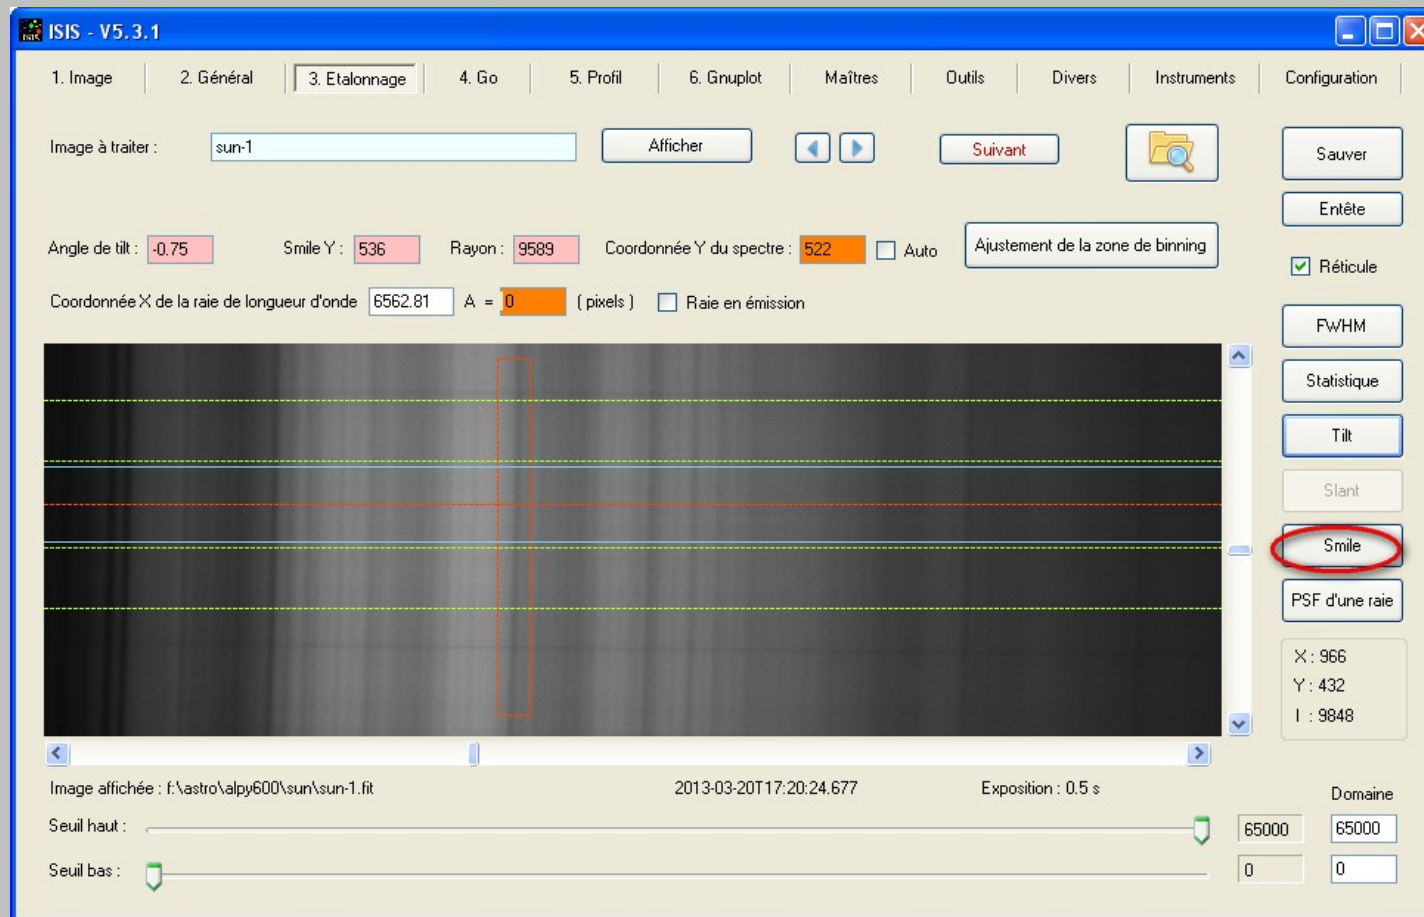 ISIS - V5.3.1
1. Image 2. Général 3. Etalonnage 4. Go 5. Profil 6. Gnuplot Maîtres Outils Divers Instruments Configuration
Image à traiter : sun-1 Afficher Suivant Sauver
Entête
Angle de tilt : -0.75 Smile Y : 536 Rayon : 9589 Coordonnée Y du spectre : 522 Auto Ajustement de la zone de binning
Réticule
Coordonnée X de la raie de longueur d'onde 6562.81 A = 0 ( pixels ) Raie en émission
FWHM
Statistique
Tilt
Slant
Smile
PSF d'une raie
X : 966
Y : 432
I : 9848
Image affichée : f:\astro\alpy600\sun\sun-1.fit 2013-03-20T17:20:24.677 Exposition : 0.5 s Domaine
Seuil haut : 65000 65000
Seuil bas : 0 0